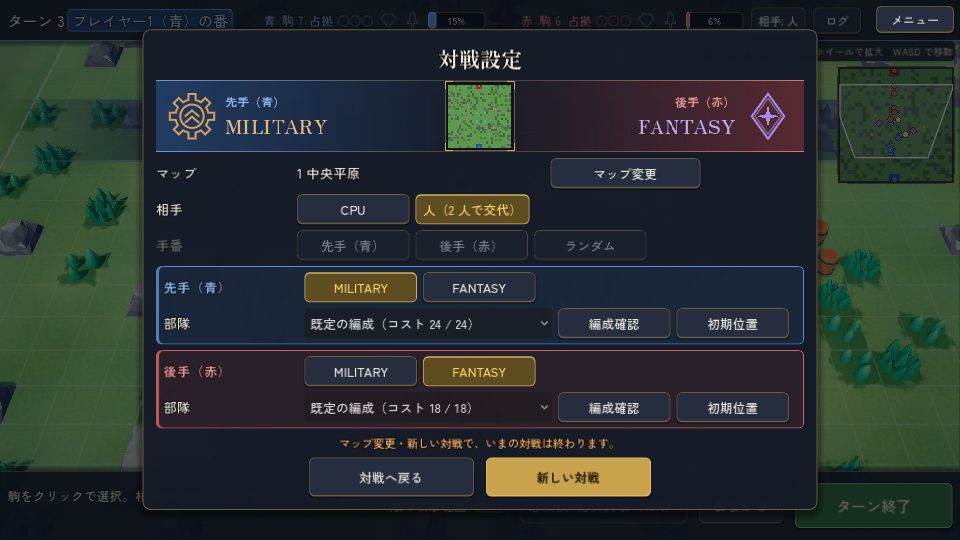 ターン 3 プレイヤー1（青）の番
青 駒 7 占拠 〇〇〇 15%
赤 駒 6 占拠 〇〇〇 6%
相手: 人
ログ
メニュー
ホイールで拡大 WASD で移動
対戦設定
先手（青）
MILITARY
後手（赤）
FANTASY
マップ
1 中央平原
マップ変更
相手
CPU
人（2 人で交代）
手番
先手（青）
後手（赤）
ランダム
先手（青）
MILITARY
FANTASY
部隊
既定の編成（コスト 24 / 24）
編成確認
初期位置
後手（赤）
MILITARY
FANTASY
部隊
既定の編成（コスト 18 / 18）
編成確認
初期位置
マップ変更・新しい対戦で、いまの対戦は終わります。
対戦へ戻る
新しい対戦
駒をクリックで選択。
ターン終了